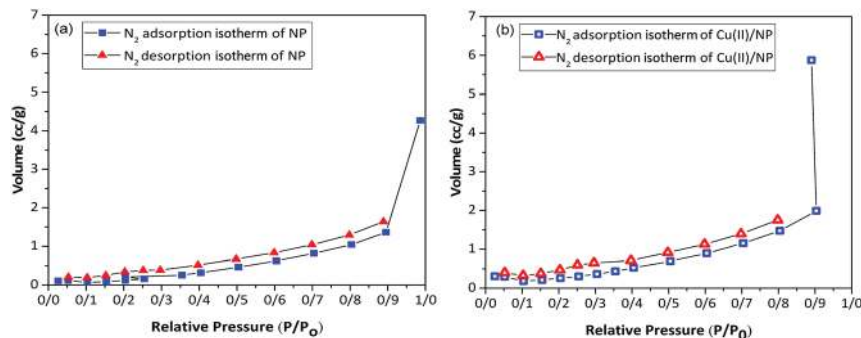 (a)
N₂ adsorption isotherm of NP
N₂ desorption isotherm of NP
Volume (cc/g)
7
6
5
4
3
2
1
0
0/0 0/1 0/2 0/3 0/4 0/5 0/6 0/7 0/8 0/9 1/0
Relative Pressure (P/P₀)
(b)
N₂ adsorption isotherm of Cu(II)/NP
N₂ desorption isotherm of Cu(II)/NP
Volume (cc/g)
7
6
5
4
3
2
1
0
0/0 0/1 0/2 0/3 0/4 0/5 0/6 0/7 0/8 0/9 1/0
Relative Pressure (P/P₀)